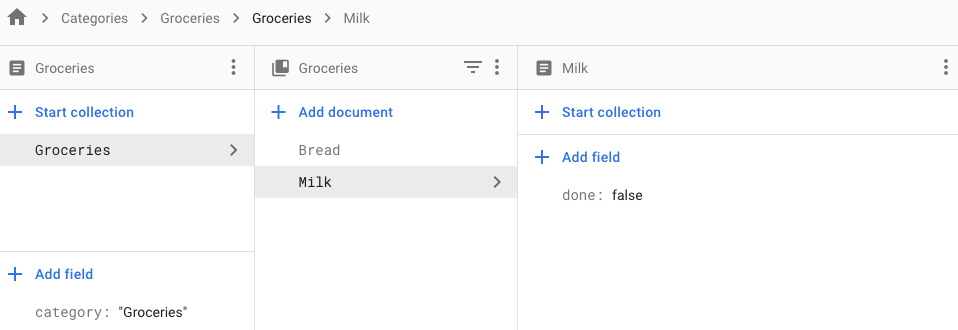 Categories > Groceries > Groceries > Milk
Groceries
Start collection
Groceries
Add field
category: "Groceries"
Groceries
Add document
Bread
Milk
Milk
Start collection
Add field
done: false